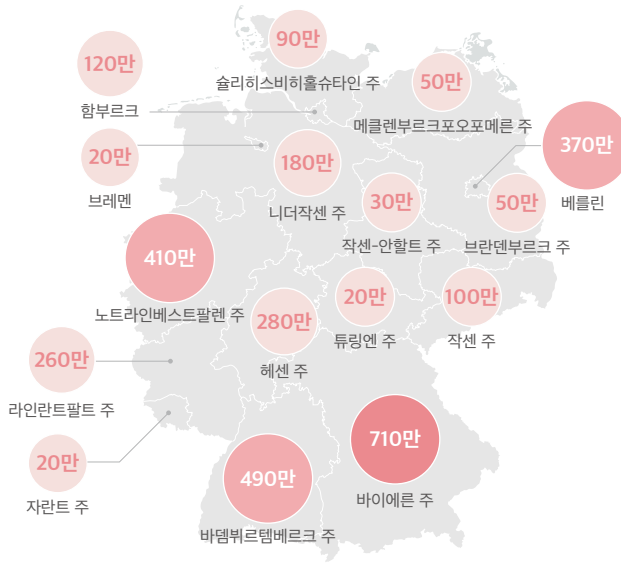 90만
슐리히스비히홀슈타인 주
120만
함부르크
50만
메클렌부르크포오포메른 주
20만
브레멘
180만
니더작센 주
370만
베를린
30만
작센-안할트 주
50만
브란덴부르크 주
410만
노트라인베스트팔렌 주
280만
헤센 주
20만
튜링엔 주
100만
작센 주
260만
라인란트팔트 주
20만
자란트 주
490만
바뎀뷔르템베르크 주
710만
바이에른 주